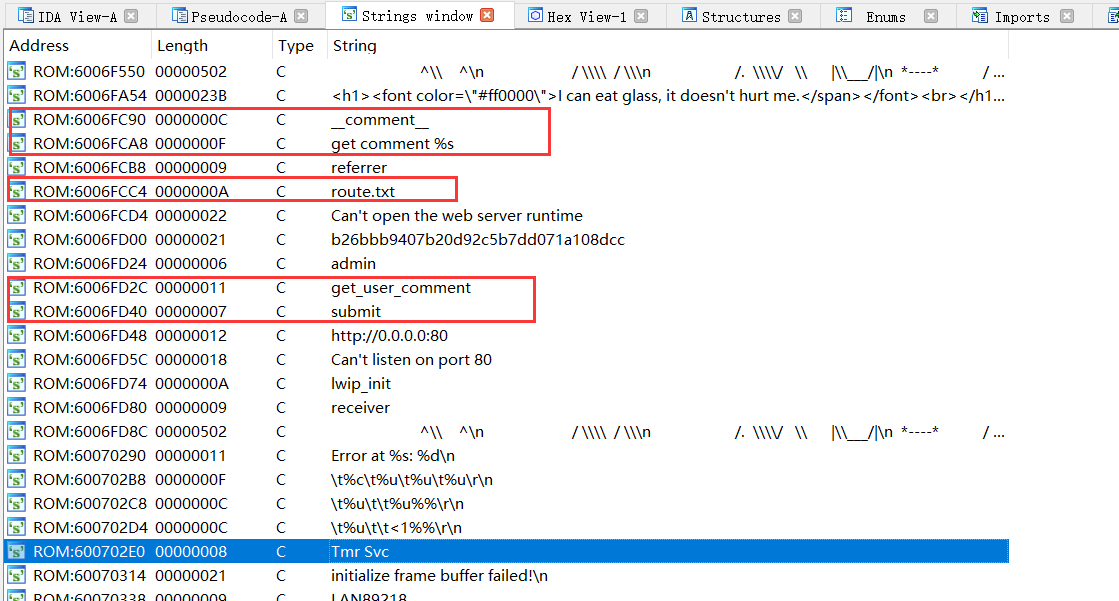 IDA View-A Pseudocode-A Strings window Hex View-1 Structures Enums Imports
Address Length Type String
ROM:6006F550 00000502 C ^\\ ^\n / \\\\ / \\\n /. \\\\/ \\ |\\___/|\n *----* / ...
ROM:6006FA54 0000023B C <h1><font color=\"#ff0000\">I can eat glass, it doesn't hurt me.</span></font><br></h1...
ROM:6006FC90 0000000C C __comment__
ROM:6006FCA8 0000000F C get comment %s
ROM:6006FCB8 00000009 C referrer
ROM:6006FCC4 0000000A C route.txt
ROM:6006FCD4 00000022 C Can't open the web server runtime
ROM:6006FD00 00000021 C b26bbb9407b20d92c5b7dd071a108dcc
ROM:6006FD24 00000006 C admin
ROM:6006FD2C 00000011 C get_user_comment
ROM:6006FD40 00000007 C submit
ROM:6006FD48 00000012 C http://0.0.0.0:80
ROM:6006FD5C 00000018 C Can't listen on port 80
ROM:6006FD74 0000000A C lwip_init
ROM:6006FD80 00000009 C receiver
ROM:6006FD8C 00000502 C ^\\ ^\n / \\\\ / \\\n /. \\\\/ \\ |\\___/|\n *----* / ...
ROM:60070290 00000011 C Error at %s: %d\n
ROM:600702B8 0000000F C \t%c\t%u\t%u\t%u\r\n
ROM:600702C8 0000000C C \t%u\t\t%u%%\r\n
ROM:600702D4 0000000C C \t%u\t\t<1%%\r\n
ROM:600702E0 00000008 C Tmr Svc
ROM:60070314 00000021 C initialize frame buffer failed!\n
ROM:60070338 00000009 C LAN89218